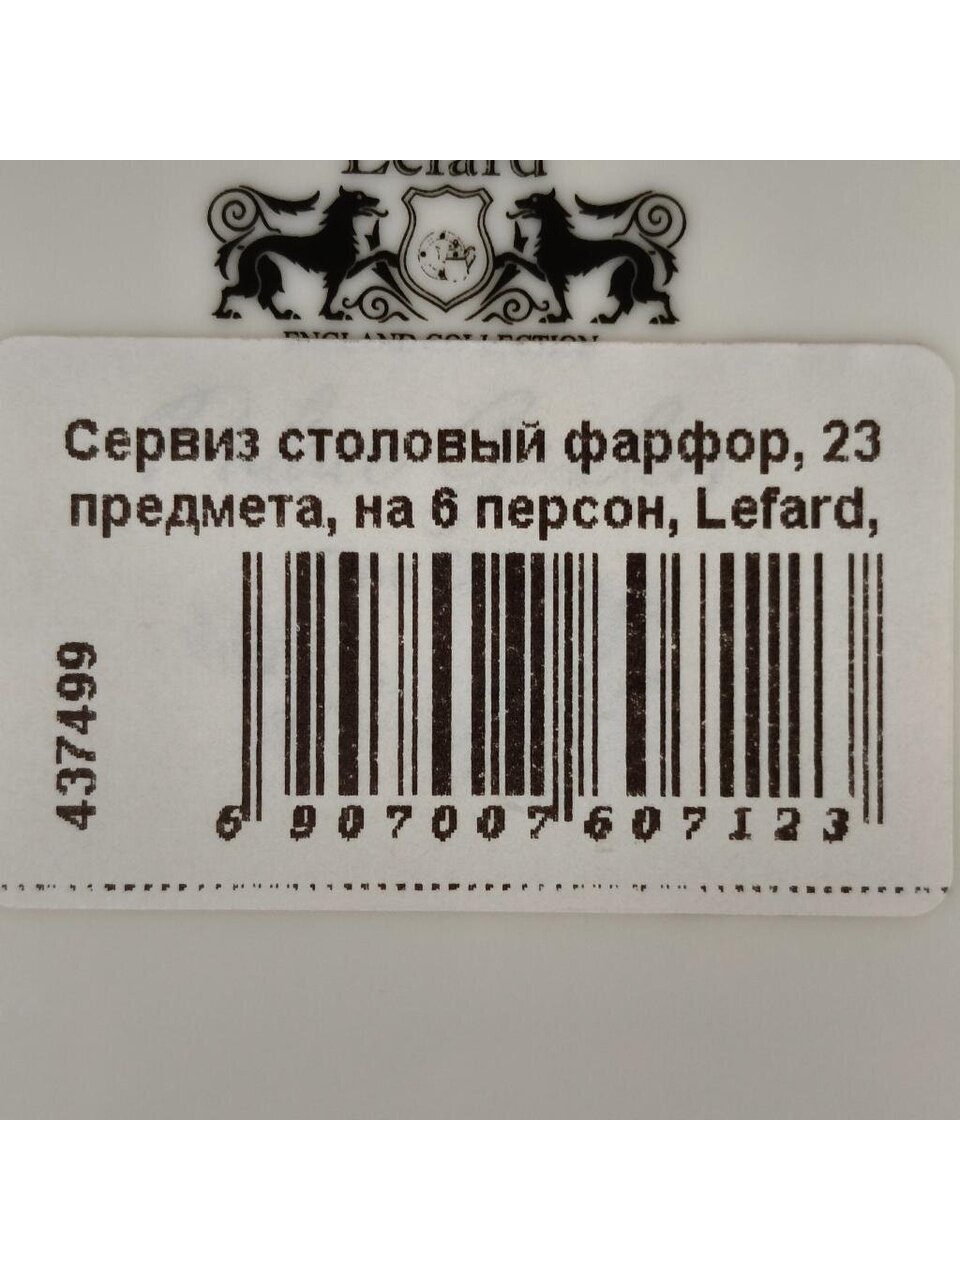 Lefard
ENGLAND COLLECTION
Сервиз столовый фарфор, 23
предмета, на 6 персон, Lefard,
437499
6 907007 607123